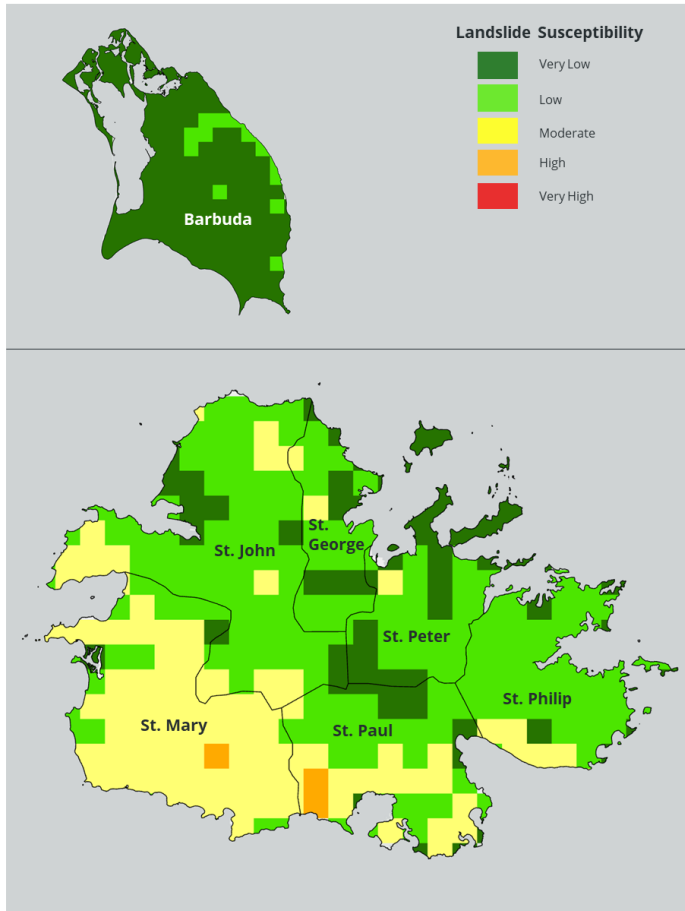 Landslide Susceptibility
Very Low
Low
Moderate
High
Very High
Barbuda
St.
George
St. John
St. Peter
St. Philip
St. Mary
St. Paul